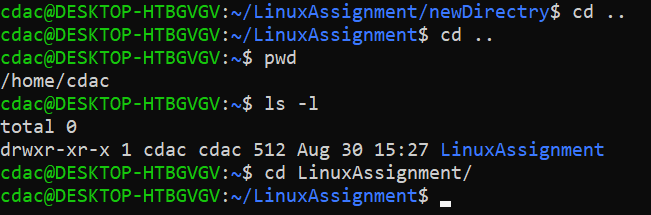 cdac@DESKTOP-HTBGVGV:~/LinuxAssignment/newDirectry$ cd ..
cdac@DESKTOP-HTBGVGV:~/LinuxAssignment$ cd ..
cdac@DESKTOP-HTBGVGV:~$ pwd
/home/cdac
cdac@DESKTOP-HTBGVGV:~$ ls -l
total 0
drwxr-xr-x 1 cdac cdac 512 Aug 30 15:27 LinuxAssignment
cdac@DESKTOP-HTBGVGV:~$ cd LinuxAssignment/
cdac@DESKTOP-HTBGVGV:~/LinuxAssignment$